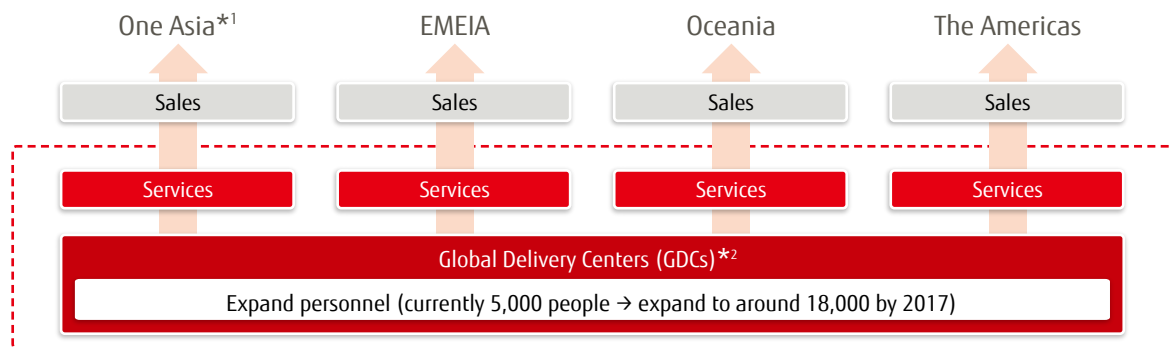 One Asia*1 EMEIA Oceania The Americas
Sales Sales Sales Sales
Services Services Services Services
Global Delivery Centers (GDCs)*2
Expand personnel (currently 5,000 people → expand to around 18,000 by 2017)